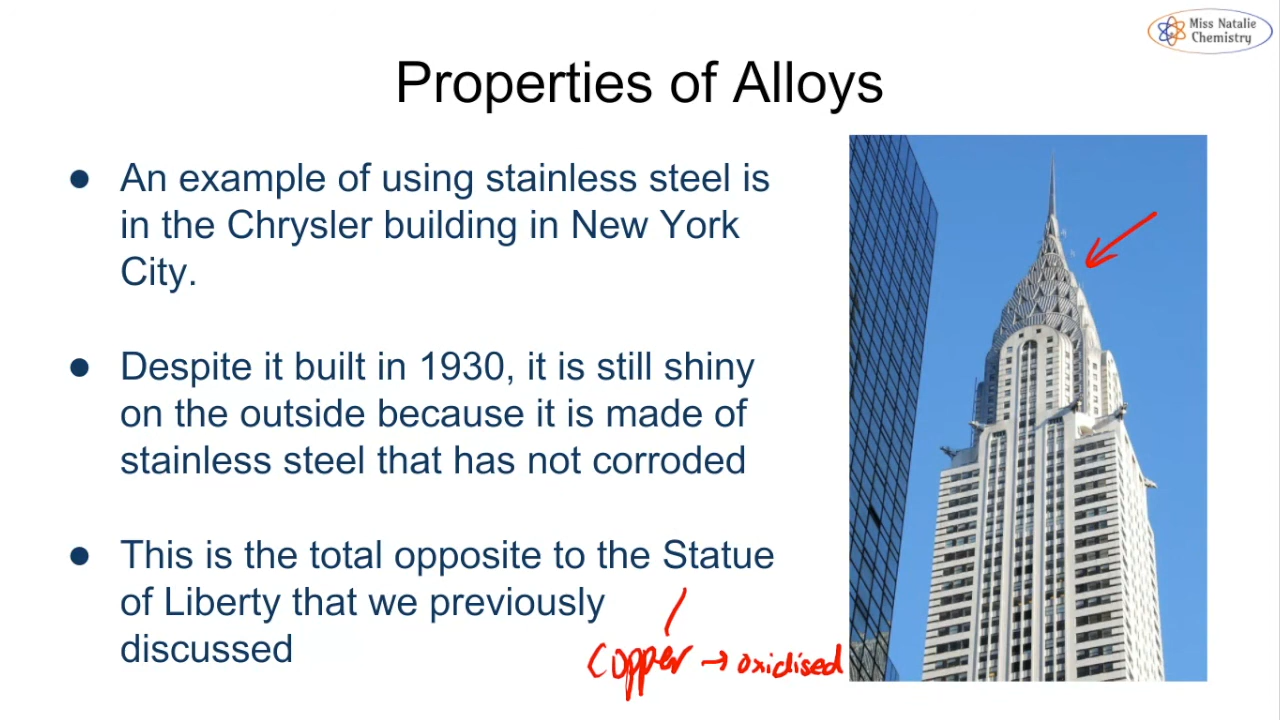 Miss Natalie
Chemistry
Properties of Alloys
● An example of using stainless steel is
in the Chrysler building in New York
City.
● Despite it built in 1930, it is still shiny
on the outside because it is made of
stainless steel that has not corroded
● This is the total opposite to the Statue
of Liberty that we previously
discussed
Copper → oxidised